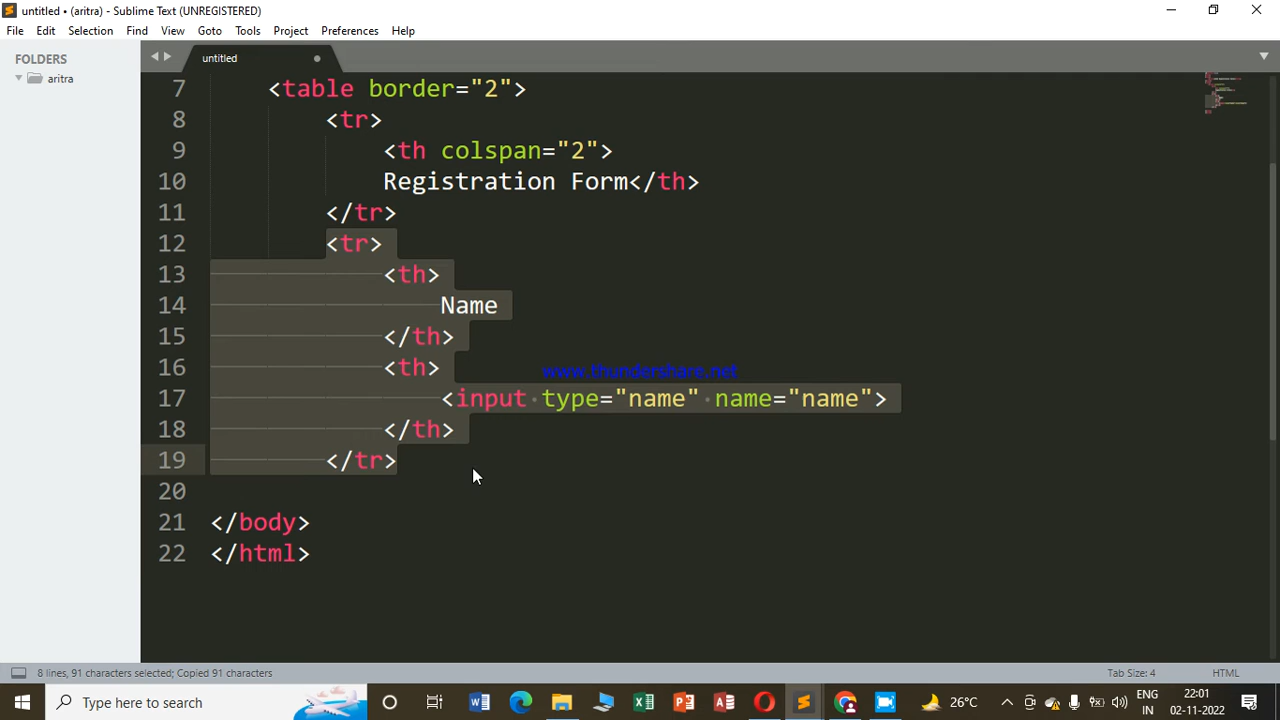 untitled • (aritra) - Sublime Text (UNREGISTERED)
File Edit Selection Find View Goto Tools Project Preferences Help
FOLDERS
aritra
untitled
7 <table border="2">
8 <tr>
9 <th colspan="2">
10 Registration Form</th>
11 </tr>
12 <tr>
13 <th>
14 Name
15 </th>
16 <th>
www.thundershare.net
17 <input type="name" name="name">
18 </th>
19 </tr>
20
21 </body>
22 </html>
8 lines, 91 characters selected; Copied 91 characters
Tab Size: 4 HTML
Type here to search
26°C
ENG
IN
22:01
02-11-2022